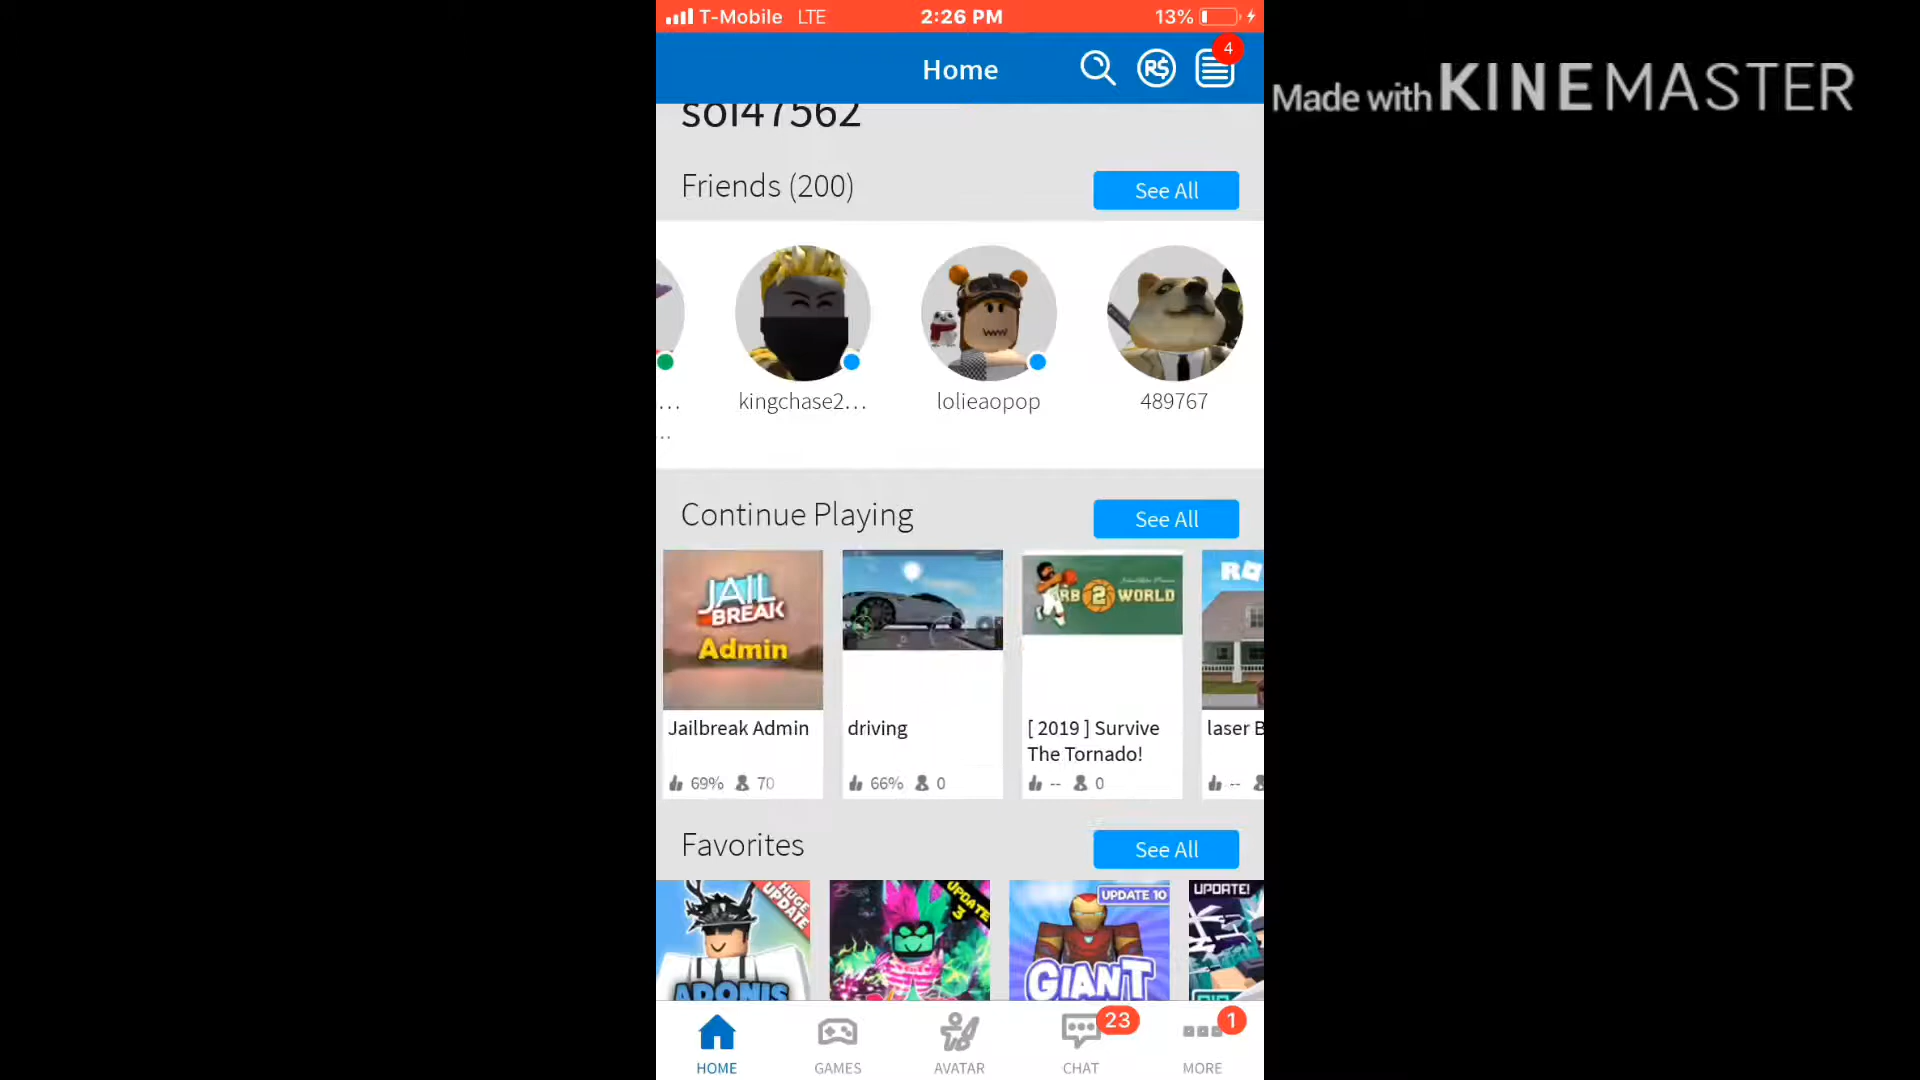 T-Mobile LTE 2:26 PM 13%
Home
R$
4
Made with KINEMASTER
sol47562
Friends (200)
See All
kingchase2...
lolieaopop
489767
...
..
Continue Playing
See All
JAIL
BREAK
Admin
RB 2 WORLD
Jailbreak Admin
driving
[ 2019 ] Survive
The Tornado!
laser B
69% 70
66% 0
-- 0
--
Favorites
See All
HUGE
UPDATE
ADONIS
UPDATE
3
UPDATE 10
GIANT
UPDATE!
23
1
HOME
GAMES
AVATAR
CHAT
MORE